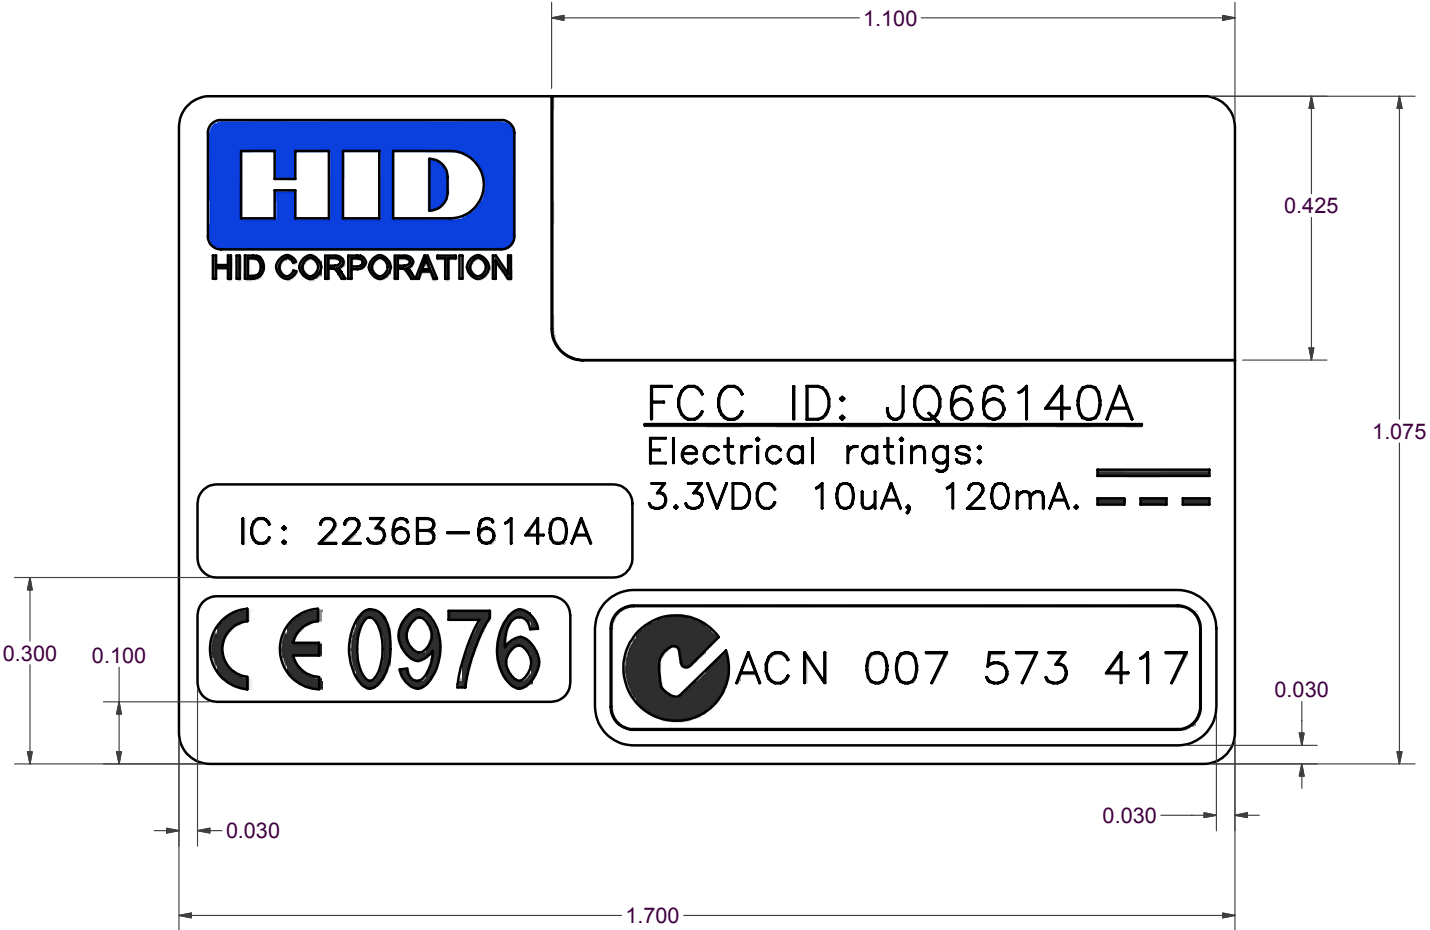 1.100
HID
HID CORPORATION
0.425
FCC ID: JQ66140A
1.075
Electrical ratings:
3.3VDC 10uA, 120mA.
IC: 2236B-6140A
CE 0976
ACN 007 573 417
0.300
0.100
0.030
0.030
0.030
1.700